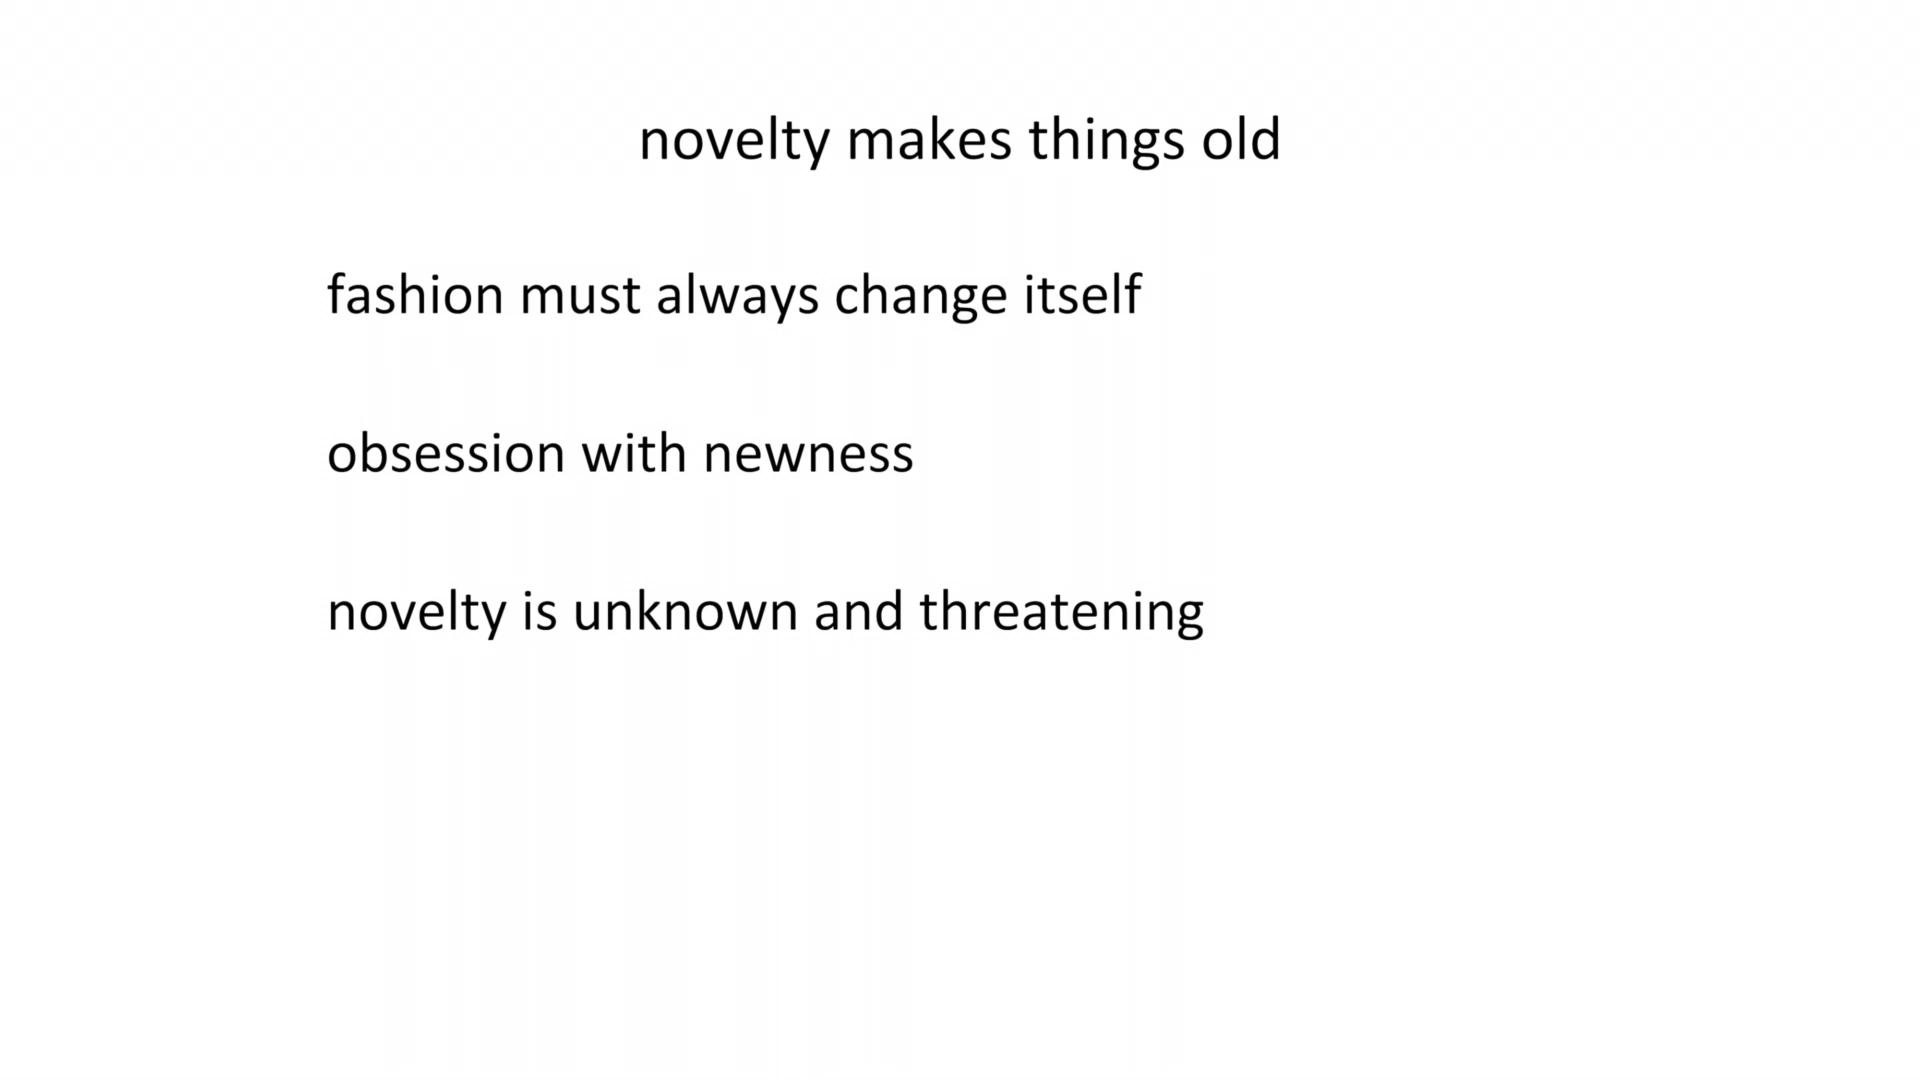 novelty makes things old
fashion must always change itself
obsession with newness
novelty is unknown and threatening